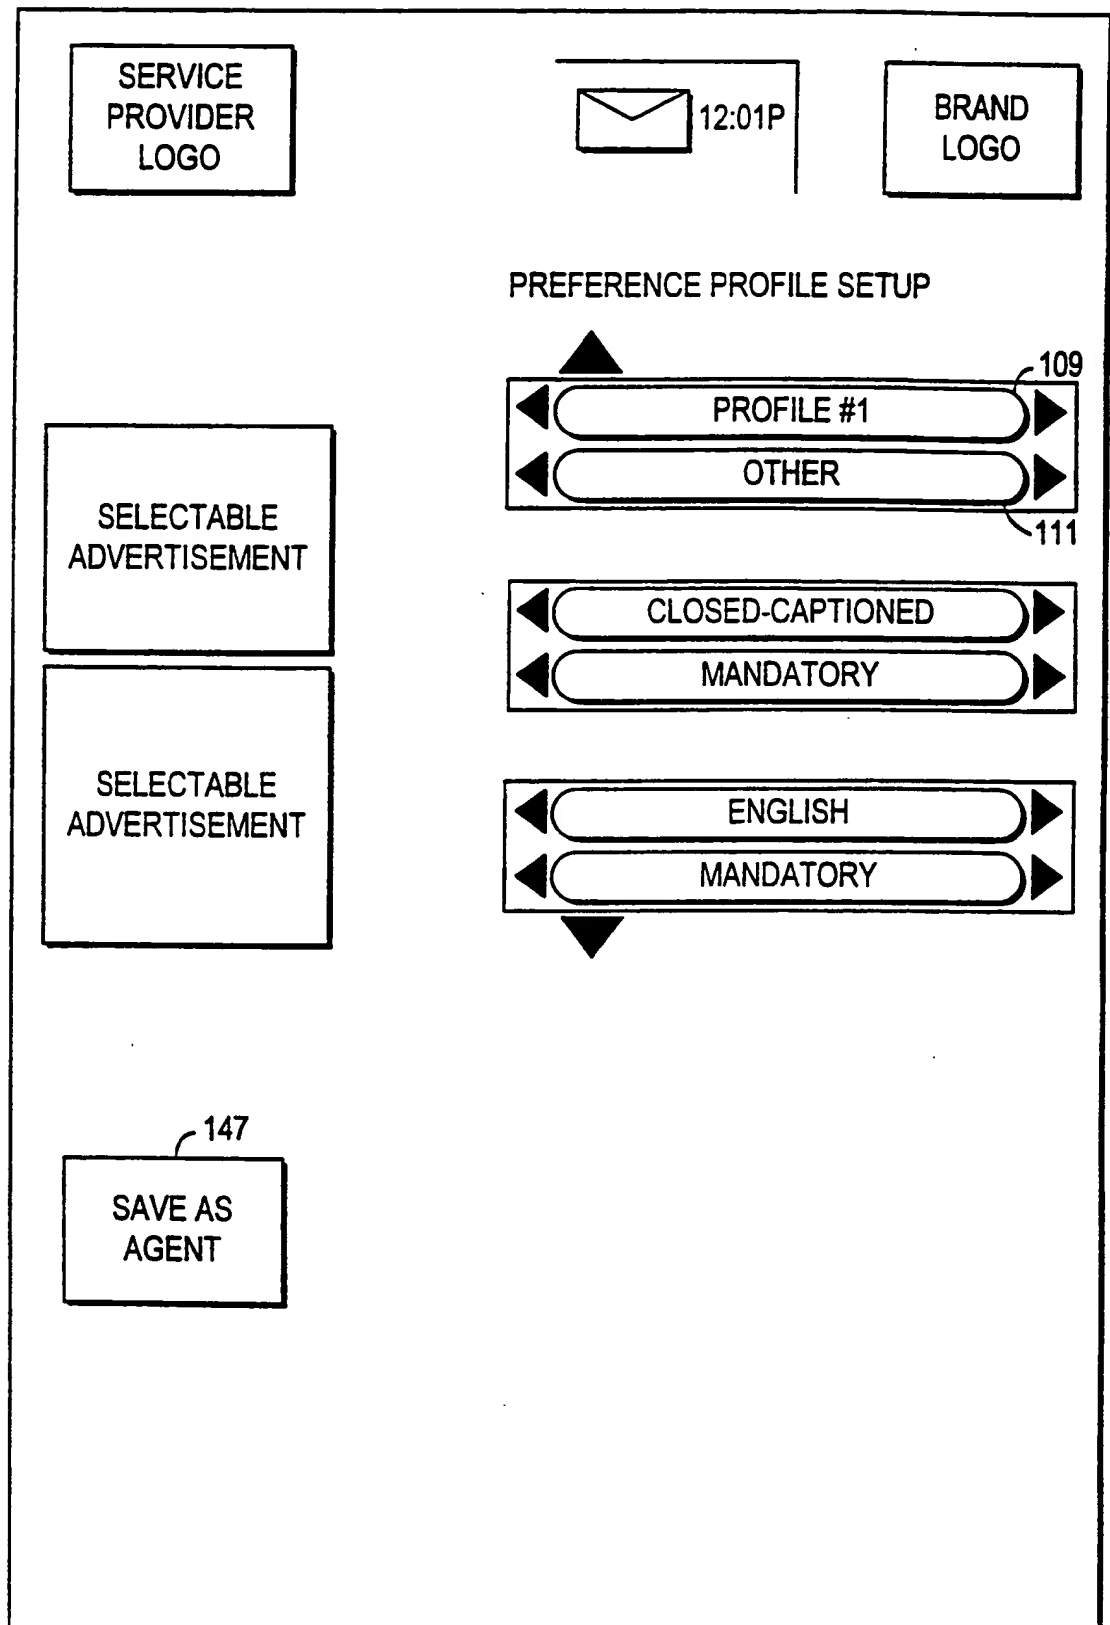 SERVICE
PROVIDER
LOGO
12:01P
BRAND
LOGO
PREFERENCE PROFILE SETUP
109
PROFILE #1
OTHER
111
SELECTABLE
ADVERTISEMENT
CLOSED-CAPTIONED
MANDATORY
SELECTABLE
ADVERTISEMENT
ENGLISH
MANDATORY
147
SAVE AS
AGENT